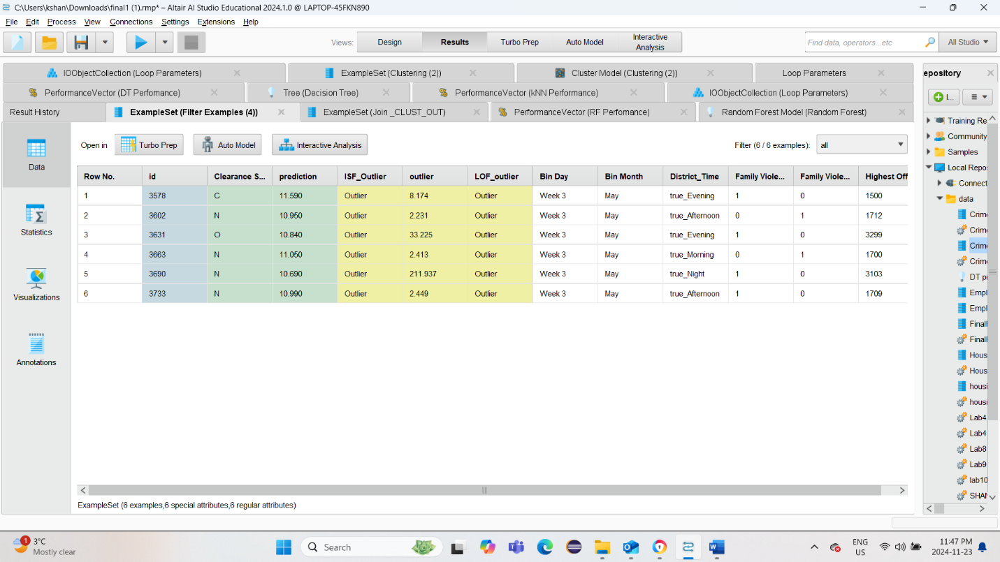 C:\Users\kshan\Downloads\final1 (1).rmp* – Altair AI Studio Educational 2024.1.0 @ LAPTOP-45FKN890
File Edit Process View Connections Settings Extensions Help
Views: Design Results Turbo Prep Auto Model Interactive Analysis Find data, operators...etc All Studio
IOObjectCollection (Loop Parameters) ExampleSet (Clustering (2)) Cluster Model (Clustering (2)) Loop Parameters epository
PerformanceVector (DT Perfomance) Tree (Decision Tree) PerformanceVector (kNN Performance) IOObjectCollection (Loop Parameters) I...
Result History ExampleSet (Filter Examples (4)) ExampleSet (Join _CLUST_OUT) PerformanceVector (RF Perfomance) Random Forest Model (Random Forest)
Open in Turbo Prep Auto Model Interactive Analysis Filter (6 / 6 examples): all
Data
Statistics
Visualizations
Annotations
Row No. id Clearance S... prediction ISF_Outlier outlier LOF_outlier Bin Day Bin Month District_Time Family Viole... Family Viole... Highest Off
1 3578 C 11.590 Outlier 8.174 Outlier Week 3 May true_Evening 1 0 1500
2 3602 N 10.950 Outlier 2.231 Outlier Week 3 May true_Afternoon 0 1 1712
3 3631 O 10.840 Outlier 33.225 Outlier Week 3 May true_Evening 1 0 3299
4 3663 N 11.050 Outlier 2.413 Outlier Week 3 May true_Morning 0 1 1700
5 3690 N 10.690 Outlier 211.937 Outlier Week 3 May true_Night 1 0 3103
6 3733 N 10.990 Outlier 2.449 Outlier Week 3 May true_Afternoon 1 0 1709
ExampleSet (6 examples,6 special attributes,6 regular attributes)
Training Re
Community
Samples
Local Repo
Connect
data
Crime
Crime
Crime
Crime
DT p
Empl
Empl
Final
Final
Hous
Hous
housi
housi
Lab4
Lab4
Lab8
Lab9
lab10
SHAN
1 3°C
Mostly clear
Search
ENG
US
11:47 PM
2024-11-23